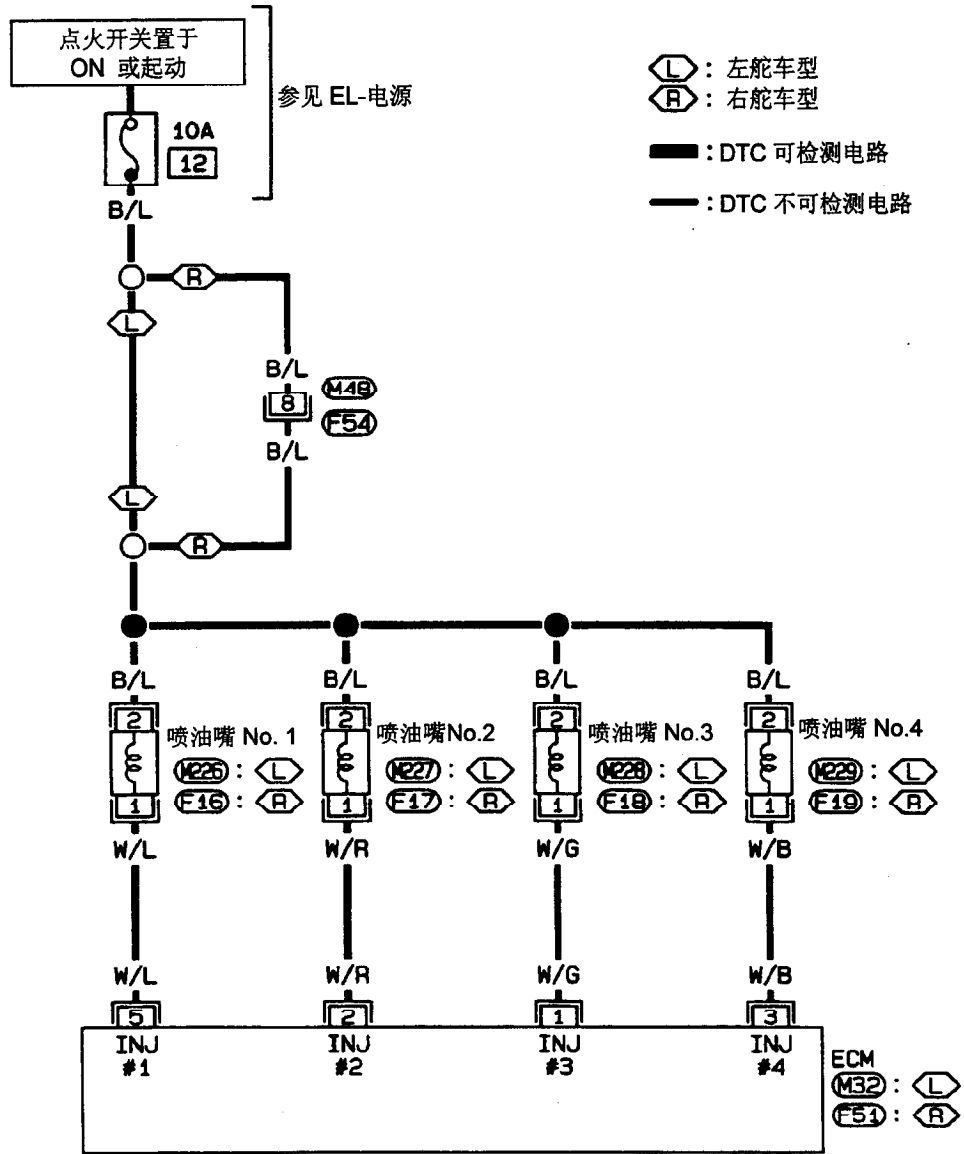 点火开关置于
ON 或起动
参见 EL-电源
10A
12
B/L
L : 左舵车型
R : 右舵车型
: DTC 可检测电路
: DTC 不可检测电路
R
L
B/L
8
M48
F54
B/L
L
R
B/L B/L B/L B/L
2 2 2 2
喷油嘴 No. 1 喷油嘴No.2 喷油嘴 No.3 喷油嘴 No.4
M226 : L M227 : L M228 : L M229 : L
F16 : R F17 : R F18 : R F19 : R
1 1 1 1
W/L W/R W/G W/B
W/L W/R W/G W/B
5 2 1 3
INJ INJ INJ INJ
#1 #2 #3 #4
ECM
M32 : L
F51 : R